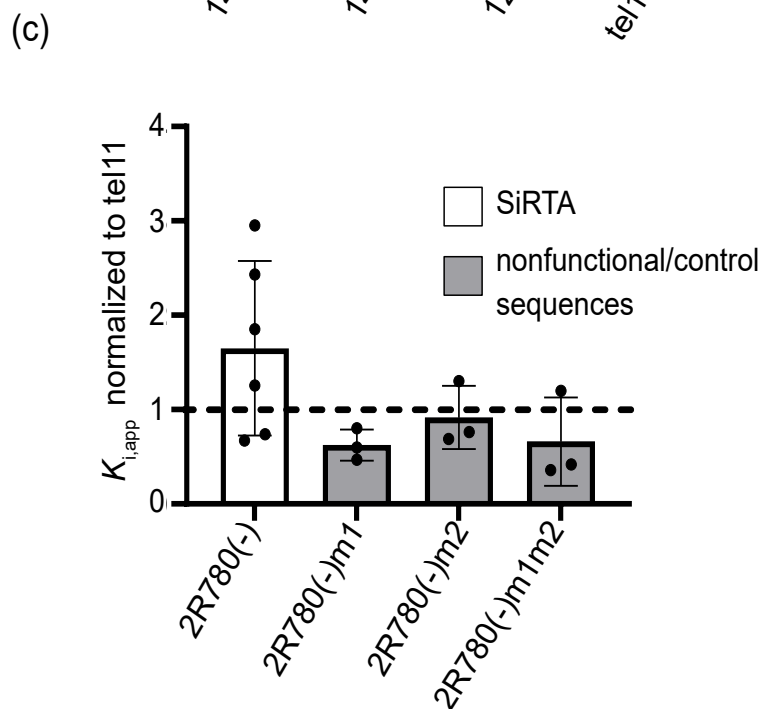 (c)
tel1
4
3
2
1
0
K i,app normalized to tel11
SiRTA
nonfunctional/control
sequences
2R780(-)
2R780(-)m1
2R780(-)m2
2R780(-)m1m2